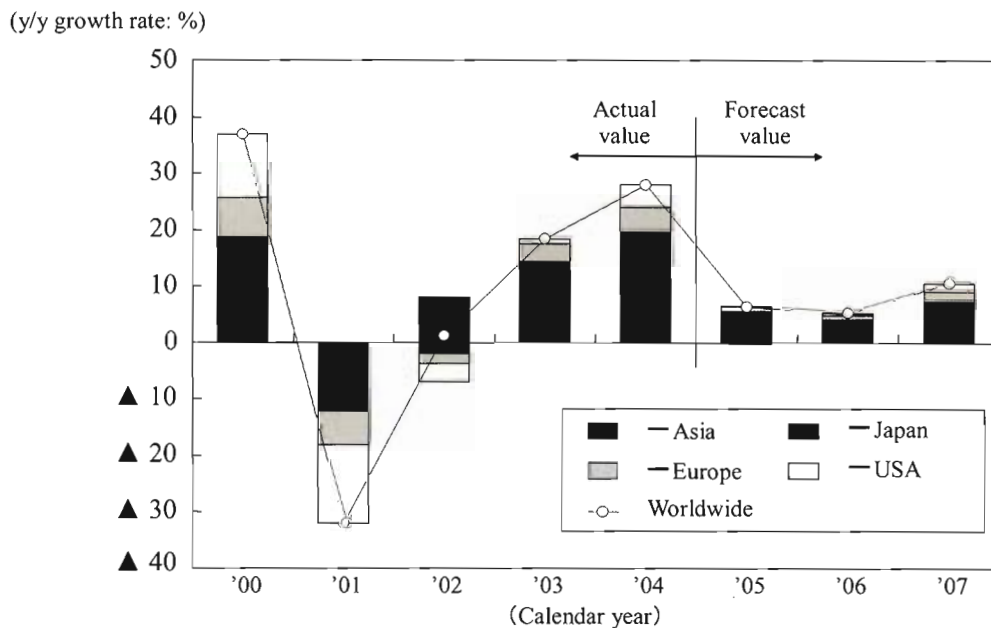 (y/y growth rate: %)
50
40
30
20
10
0
▲ 10
▲ 20
▲ 30
▲ 40
Actual value
Forecast value
— Asia
— Japan
— Europe
— USA
Worldwide
’00 ’01 ’02 ’03 ’04 ’05 ’06 ’07
(Calendar year)